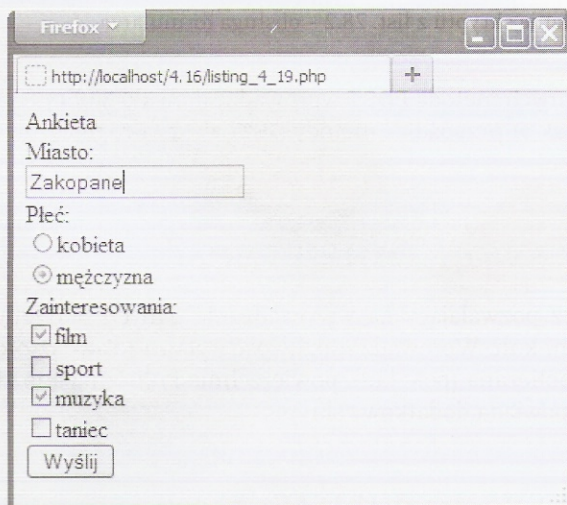 Firefox
http://localhost/4.16/listing_4_19.php
+
Ankieta
Miasto:
Zakopane
Płeć:
kobieta
mężczyzna
Zainteresowania:
film
sport
muzyka
taniec
Wyślij